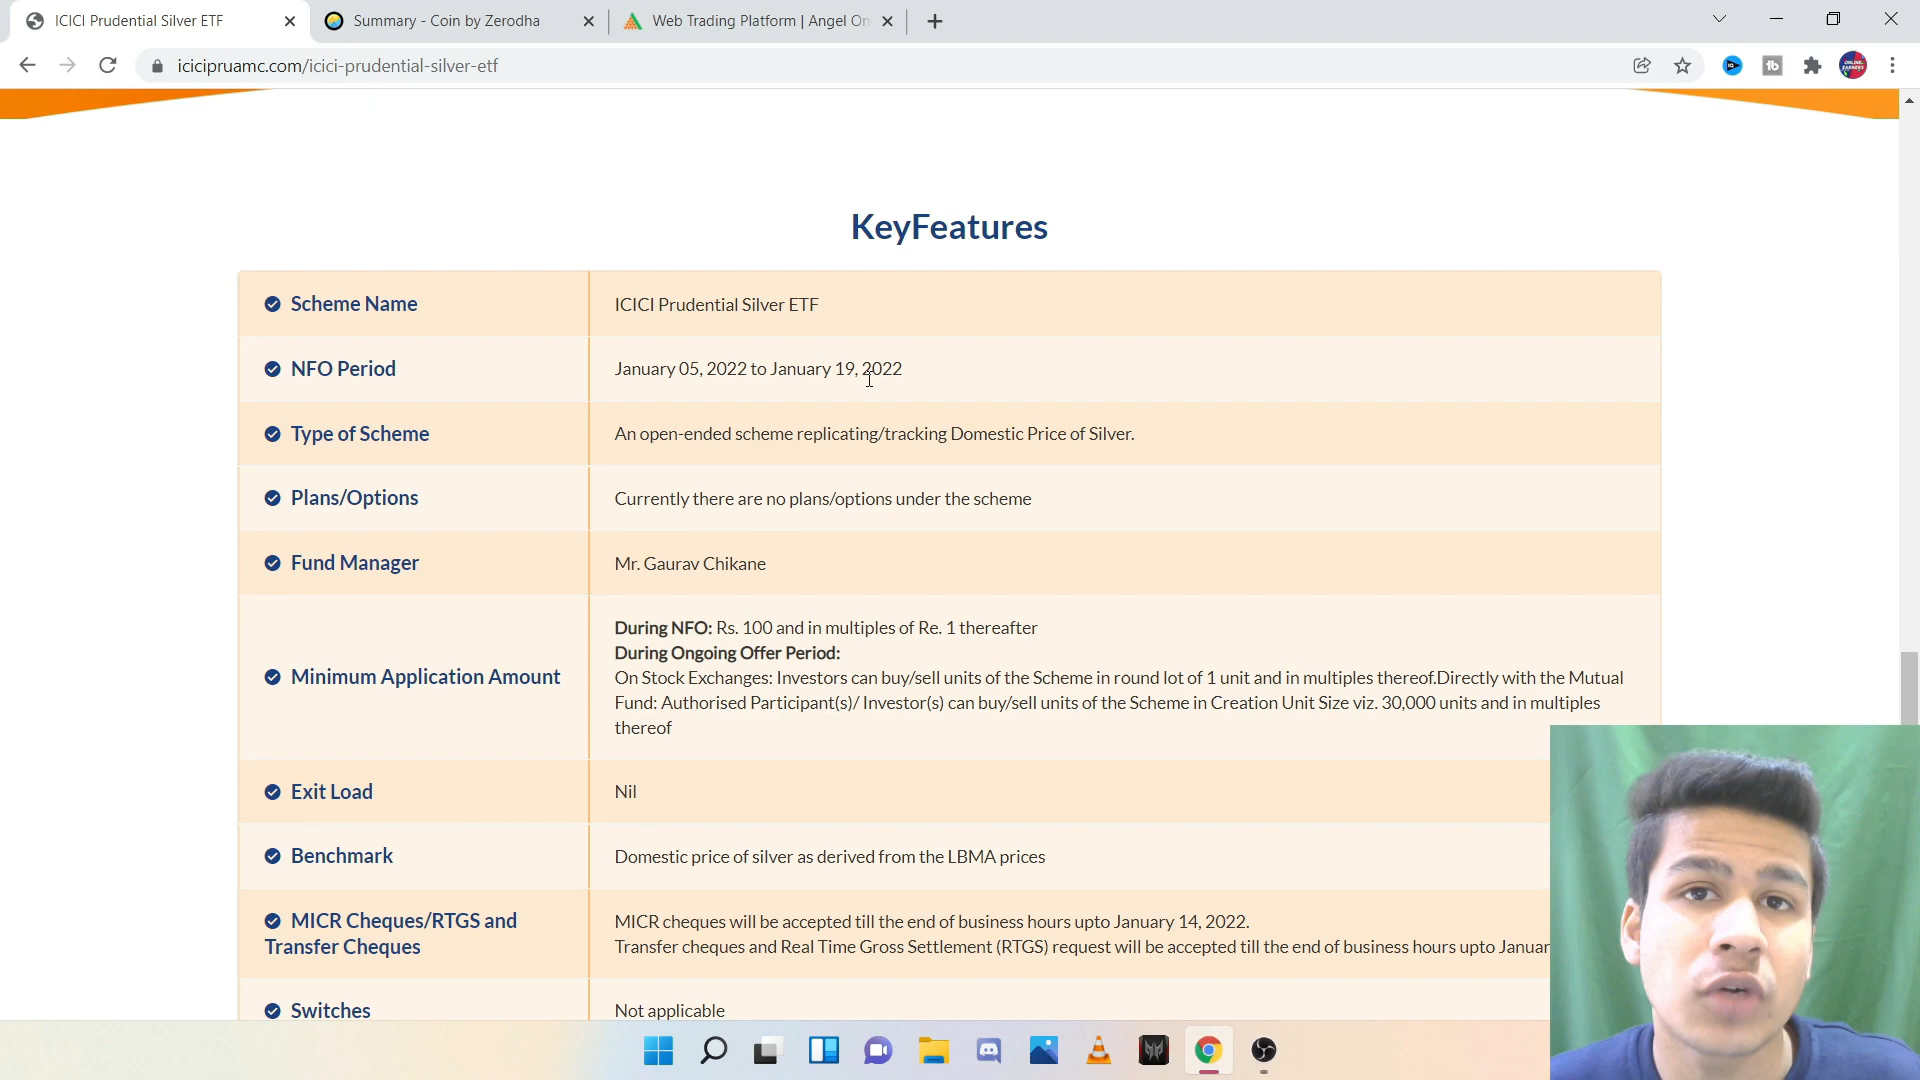 ICICI Prudential Silver ETF
Summary - Coin by Zerodha
Web Trading Platform | Angel On
icicipruamc.com/icici-prudential-silver-etf
KeyFeatures
Scheme Name
ICICI Prudential Silver ETF
NFO Period
January 05, 2022 to January 19, 2022
Type of Scheme
An open-ended scheme replicating/tracking Domestic Price of Silver.
Plans/Options
Currently there are no plans/options under the scheme
Fund Manager
Mr. Gaurav Chikane
Minimum Application Amount
During NFO: Rs. 100 and in multiples of Re. 1 thereafter
During Ongoing Offer Period:
On Stock Exchanges: Investors can buy/sell units of the Scheme in round lot of 1 unit and in multiples thereof.Directly with the Mutual
Fund: Authorised Participant(s)/ Investor(s) can buy/sell units of the Scheme in Creation Unit Size viz. 30,000 units and in multiples
thereof
Exit Load
Nil
Benchmark
Domestic price of silver as derived from the LBMA prices
MICR Cheques/RTGS and
Transfer Cheques
MICR cheques will be accepted till the end of business hours upto January 14, 2022.
Transfer cheques and Real Time Gross Settlement (RTGS) request will be accepted till the end of business hours upto Januar
Switches
Not applicable